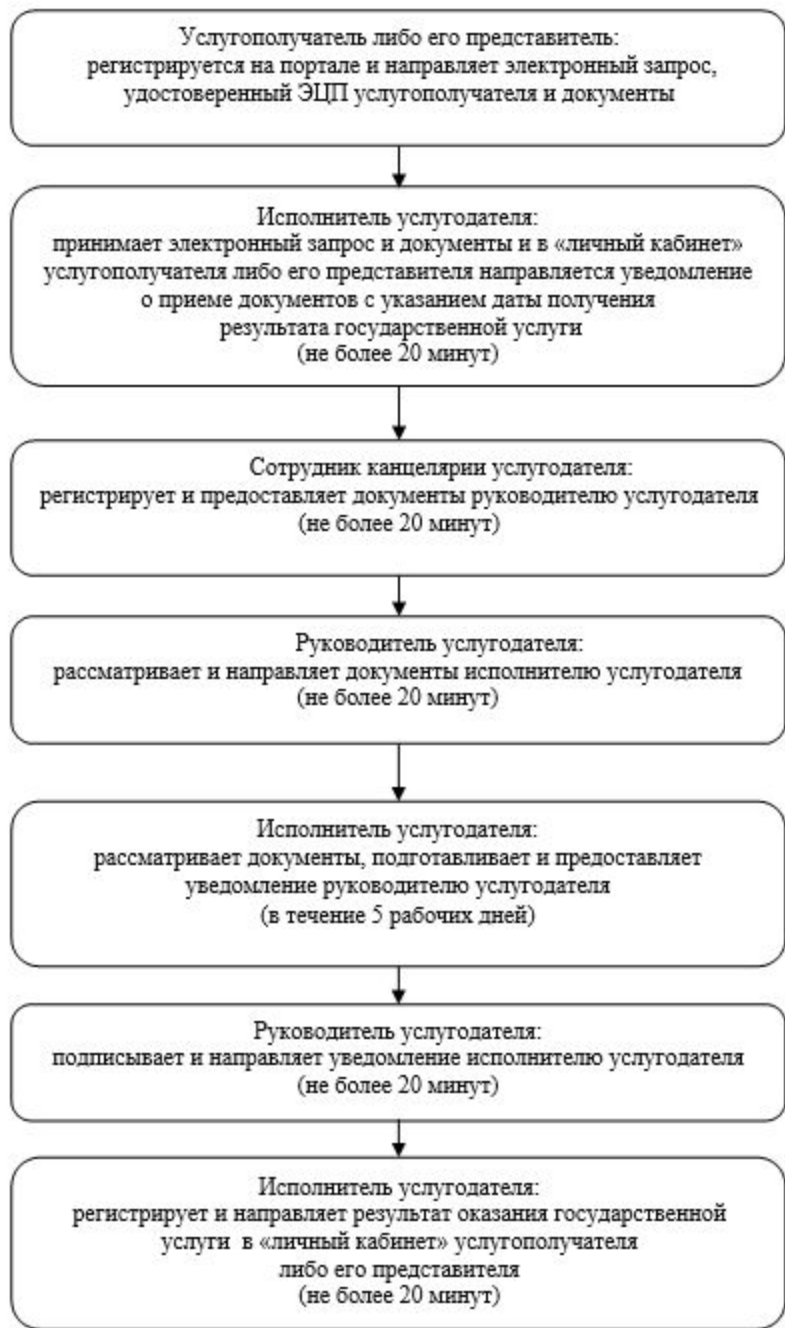 Услугополучатель либо его представитель:
регистрируется на портале и направляет электронный запрос,
удостоверенный ЭЦП услугополучателя и документы
Исполнитель услугодателя:
принимает электронный запрос и документы и в «личный кабинет»
услугополучателя либо его представителя направляется уведомление
о приеме документов с указанием даты получения
результата государственной услуги
(не более 20 минут)
Сотрудник канцелярии услугодателя:
регистрирует и предоставляет документы руководителю услугодателя
(не более 20 минут)
Руководитель услугодателя:
рассматривает и направляет документы исполнителю услугодателя
(не более 20 минут)
Исполнитель услугодателя:
рассматривает документы, подготавливает и предоставляет
уведомление руководителю услугодателя
(в течение 5 рабочих дней)
Руководитель услугодателя:
подписывает и направляет уведомление исполнителю услугодателя
(не более 20 минут)
Исполнитель услугодателя:
регистрирует и направляет результат оказания государственной
услуги в «личный кабинет» услугополучателя
либо его представителя
(не более 20 минут)